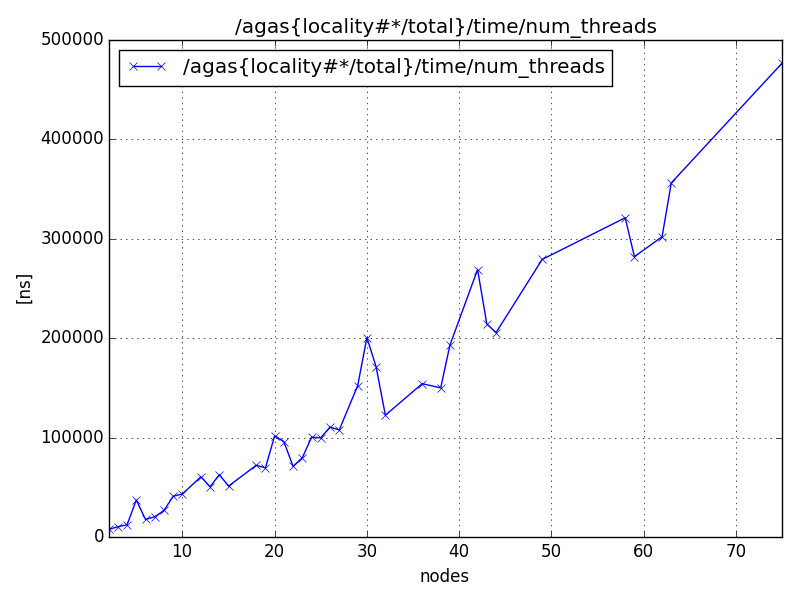 /agas{locality#*/total}/time/num_threads
500000
/agas{locality#*/total}/time/num_threads
400000
300000
[ns]
200000
100000
0
10 20 30 40 50 60 70
nodes